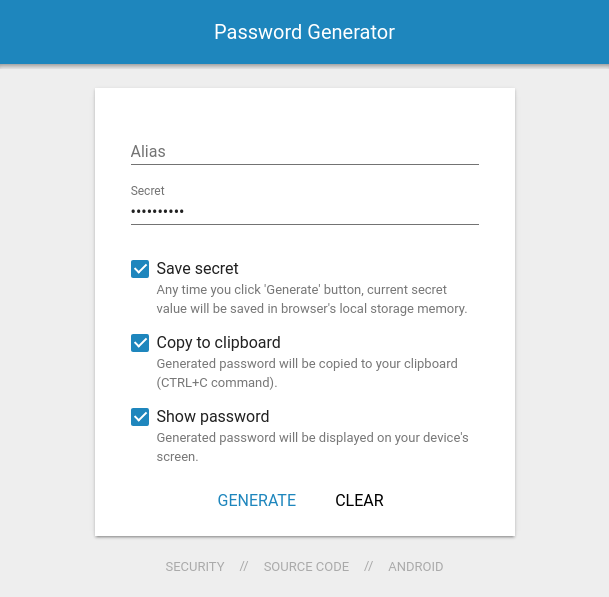 Password Generator
Alias
Secret
••••••••••
Save secret
Any time you click 'Generate' button, current secret
value will be saved in browser's local storage memory.
Copy to clipboard
Generated password will be copied to your clipboard
(CTRL+C command).
Show password
Generated password will be displayed on your device's
screen.
GENERATE CLEAR
SECURITY // SOURCE CODE // ANDROID